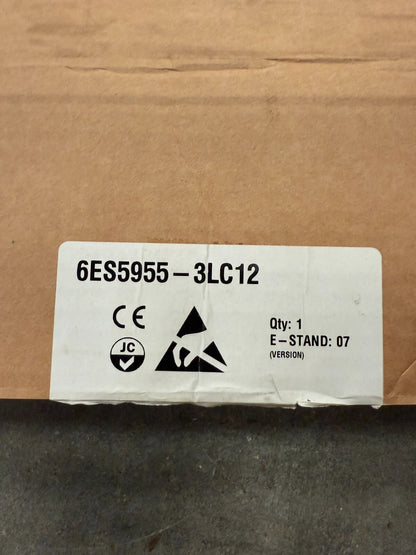 6ES5955-3LC12
CE
JC
Qty: 1
E-STAND: 07
(VERSION)